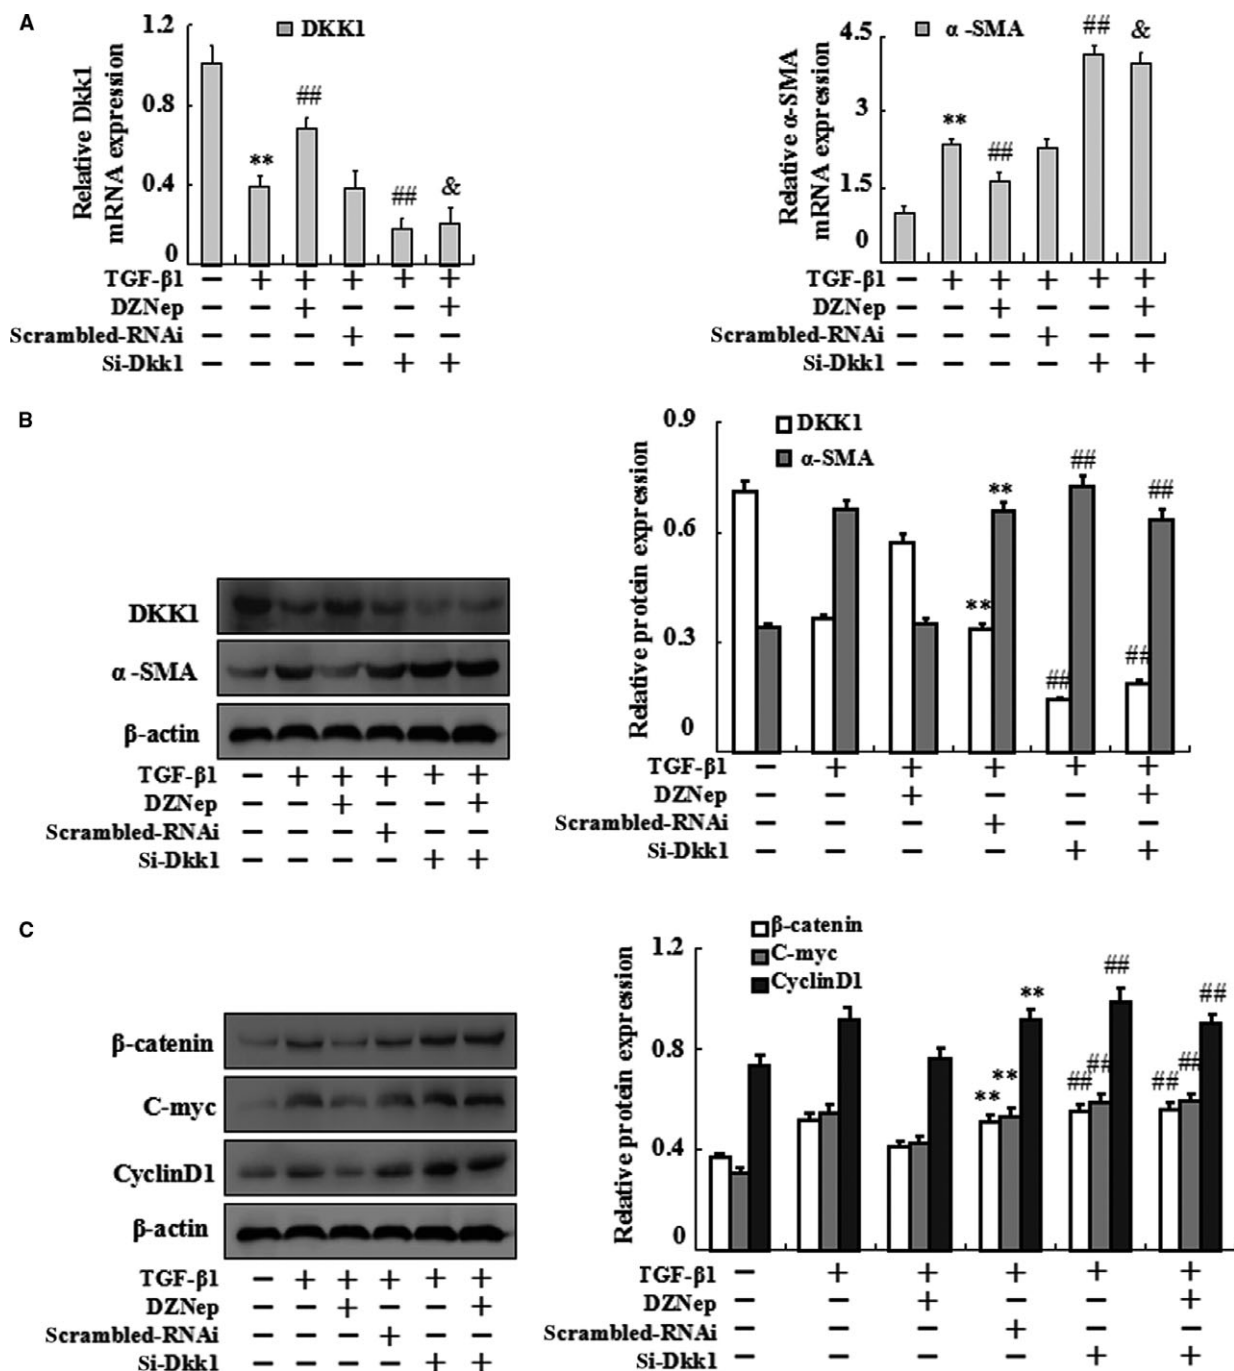 A
1.2
0.8
0.4
0
Relative Dkk1
mRNA expression
DKK1
**
##
##
&
TGF-β1 − + + + + +
DZNep − − + − − +
Scrambled-RNAi − − − + − −
Si-Dkk1 − − − − + +
4.5
3
1.5
0
Relative α-SMA
mRNA expression
α -SMA
**
##
##
&
TGF-β1 − + + + + +
DZNep − − + − − +
Scrambled-RNAi − − − + − −
Si-Dkk1 − − − − + +
B
DKK1
α -SMA
β-actin
TGF-β1 − + + + + +
DZNep − − + − − +
Scrambled-RNAi − − − + − −
Si-Dkk1 − − − − + +
0.9
0.6
0.3
0
Relative protein expression
DKK1
α-SMA
** **
## ##
## ##
TGF-β1 − + + + + +
DZNep − − + − − +
Scrambled-RNAi − − − + − −
Si-Dkk1 − − − − + +
C
β-catenin
C-myc
CyclinD1
β-actin
TGF-β1 − + + + + +
DZNep − − + − − +
Scrambled-RNAi − − − + − −
Si-Dkk1 − − − − + +
1.2
0.8
0.4
0
Relative protein expression
β-catenin
C-myc
CyclinD1
** ** **
## ## ##
## ## ##
TGF-β1 − + + + + +
DZNep − − + − − +
Scrambled-RNAi − − − + − −
Si-Dkk1 − − − − + +